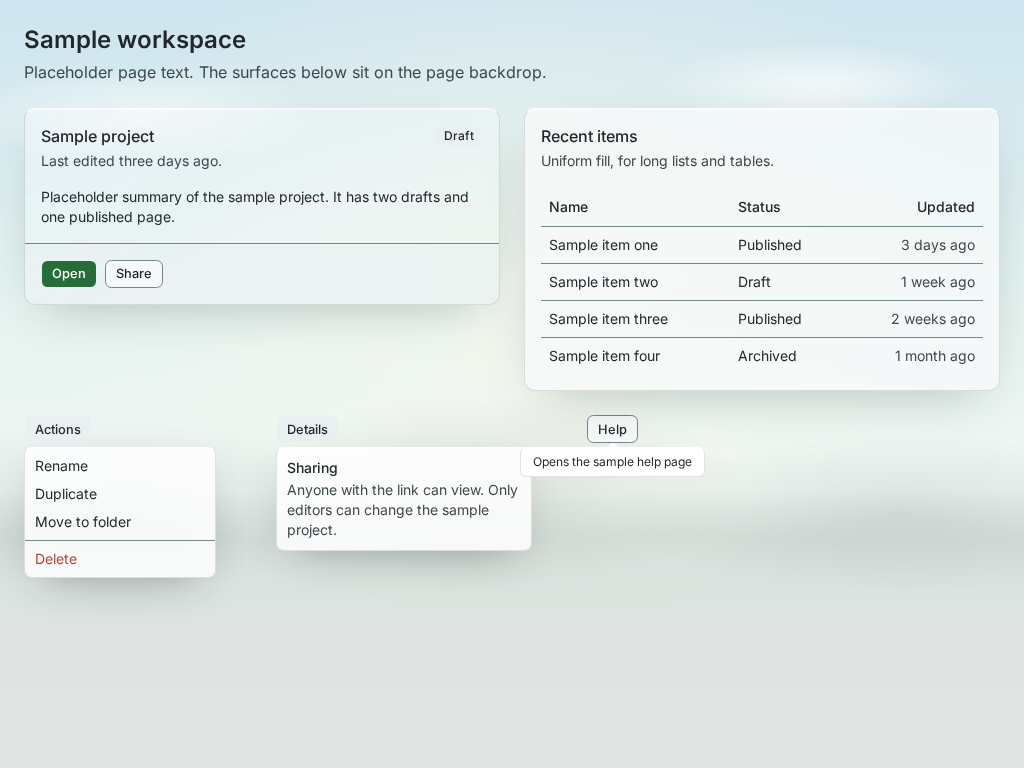 Sample workspace
Placeholder page text. The surfaces below sit on the page backdrop.
Sample project
Draft
Last edited three days ago.
Placeholder summary of the sample project. It has two drafts and
one published page.
Open
Share
Recent items
Uniform fill, for long lists and tables.
Name Status Updated
Sample item one Published 3 days ago
Sample item two Draft 1 week ago
Sample item three Published 2 weeks ago
Sample item four Archived 1 month ago
Actions
Rename
Duplicate
Move to folder
Delete
Details
Sharing
Anyone with the link can view. Only
editors can change the sample
project.
Help
Opens the sample help page